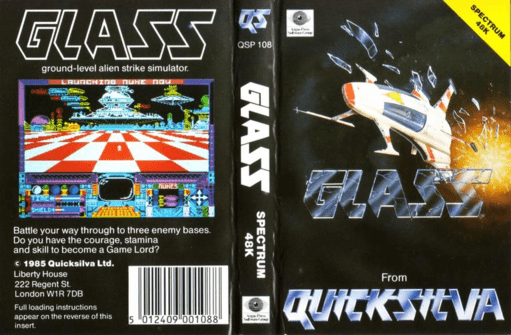 GLASS
ground-level alien strike simulator.
LAUNCHING NUKE NOW
NUKES
SHIELD
Battle your way through to three enemy bases.
Do you have the courage, stamina
and skill to become a Game Lord?
© 1985 Quicksilva Ltd.
Liberty House
222 Regent St.
London W1R 7DB
Full loading instructions
appear on the reverse of this
insert.
5 012409 001088
QS
QSP 108
GLASS
SPECTRUM
48K
SPECTRUM
48K
GLASS
From
QUICKSILVA